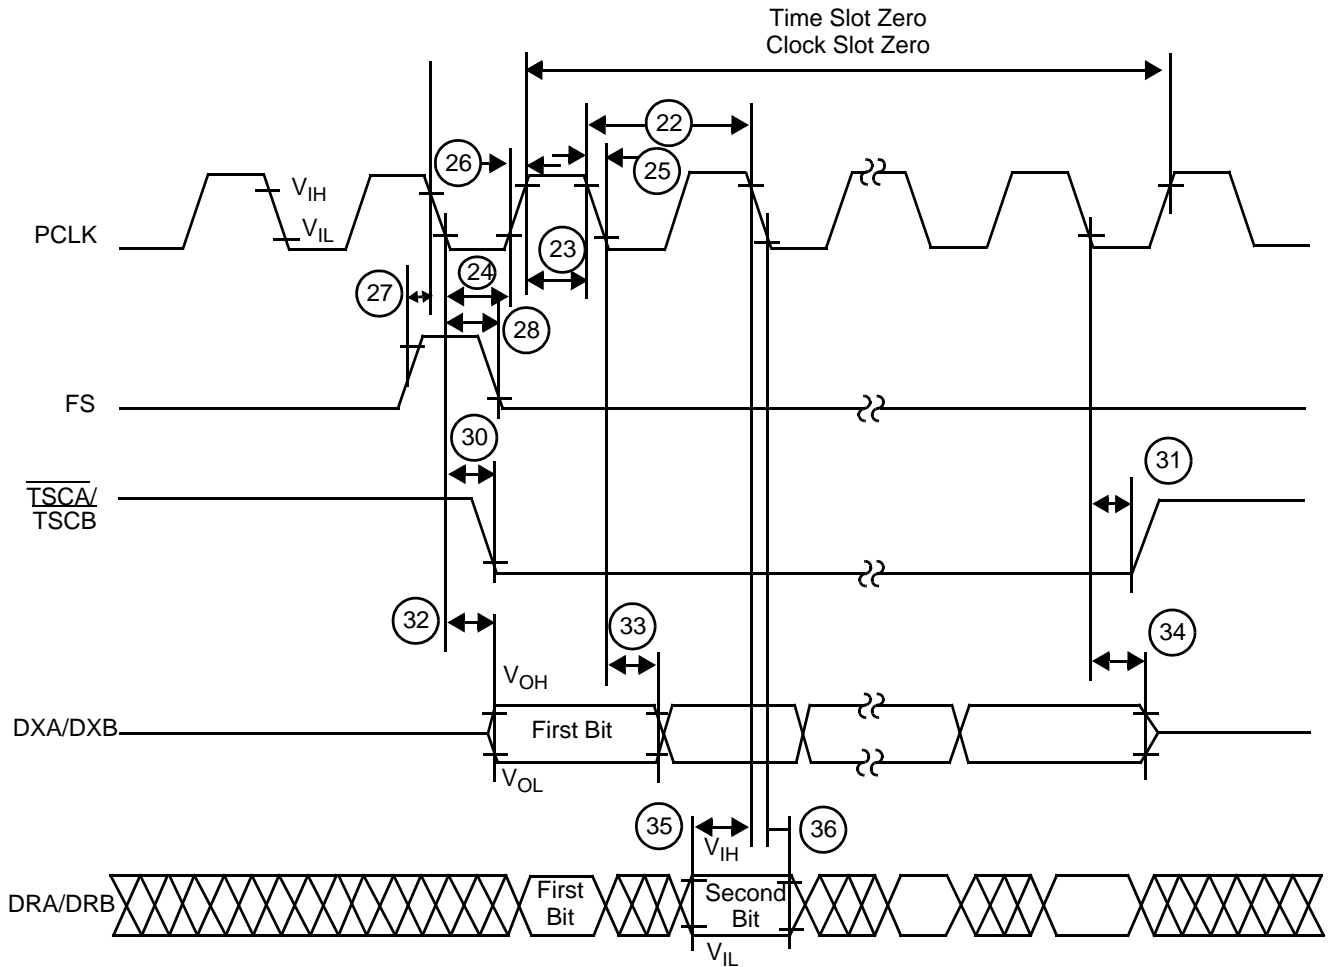 Time Slot Zero
Clock Slot Zero
22
26
25
VIH
VIL
PCLK
23
24
27
28
FS
30
31
TSCA/
TSCB
32
33
34
VOH
DXA/DXB
First Bit
VOL
35
36
VIH
DRA/DRB
First
Bit
Second
Bit
VIL